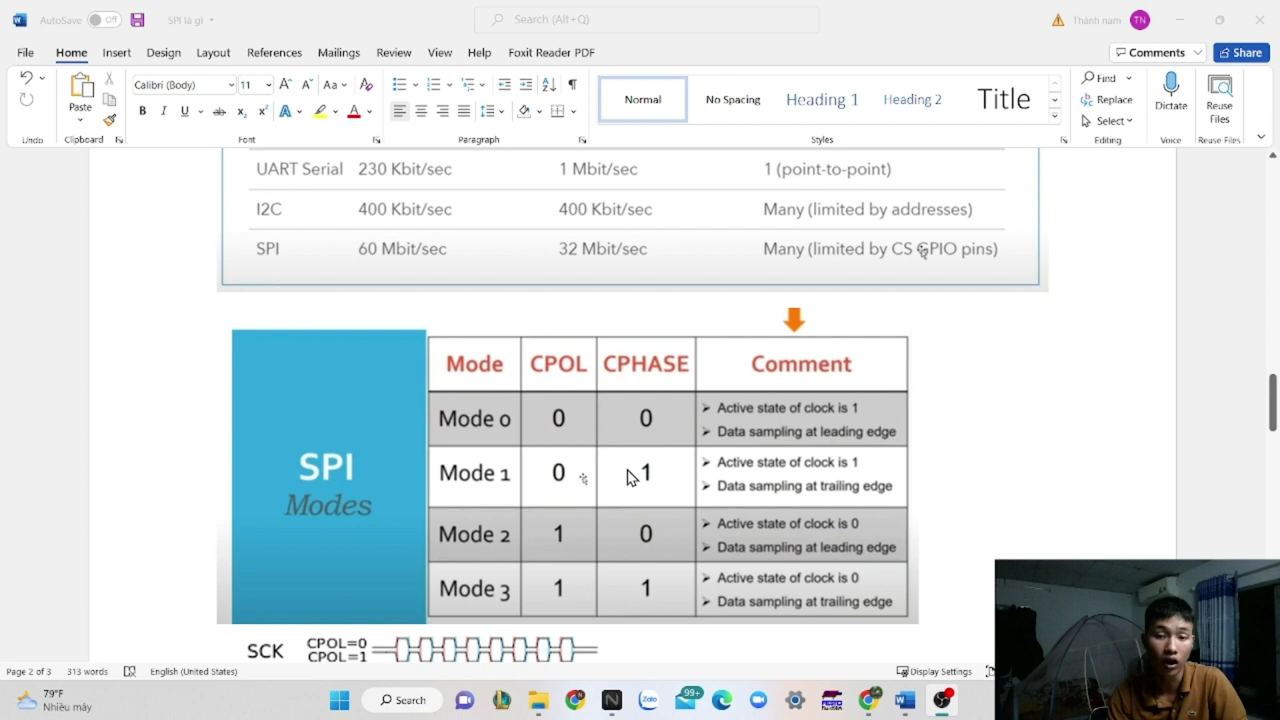 AutoSave Off SPI là gì Search (Alt+Q) Thành nam TN
File Home Insert Design Layout References Mailings Review View Help Foxit Reader PDF Comments Share
Calibri (Body) 11 Aa Find
Paste B I U ab x₂ x² A A Normal No Spacing Heading 1 Heading 2 Title Replace Dictate Reuse Files
Select
Undo Clipboard Font Paragraph Styles Editing Voice Reuse Files
UART Serial 230 Kbit/sec 1 Mbit/sec 1 (point-to-point)
I2C 400 Kbit/sec 400 Kbit/sec Many (limited by addresses)
SPI 60 Mbit/sec 32 Mbit/sec Many (limited by CS GPIO pins)
SPI
Modes
Mode CPOL CPHASE Comment
Mode 0 0 0 ➢ Active state of clock is 1
➢ Data sampling at leading edge
Mode 1 0 1 ➢ Active state of clock is 1
➢ Data sampling at trailing edge
Mode 2 1 0 ➢ Active state of clock is 0
➢ Data sampling at leading edge
Mode 3 1 1 ➢ Active state of clock is 0
➢ Data sampling at trailing edge
SCK CPOL=0
CPOL=1
Page 2 of 3 313 words English (United States) Display Settings
79°F
Nhiều mây
Search Zalo 99+